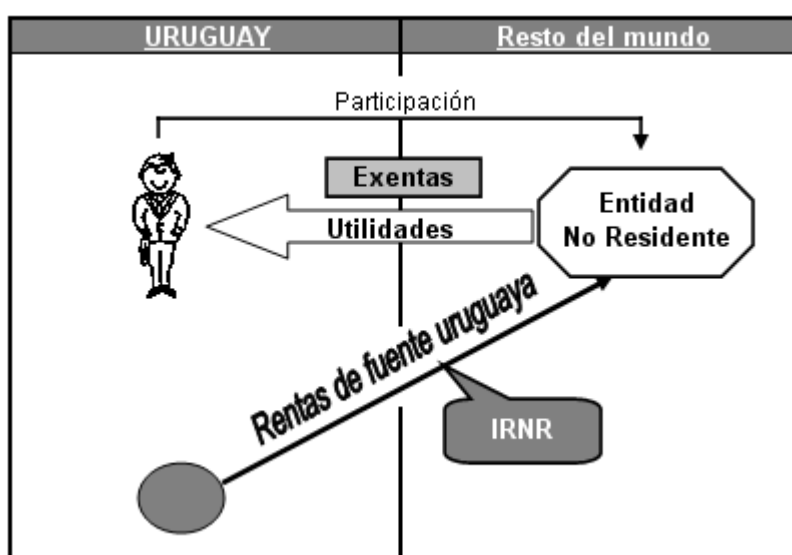 URUGUAY
Resto del mundo
Participación
Exentas
Utilidades
Entidad
No Residente
Rentas de fuente uruguaya
IRNR